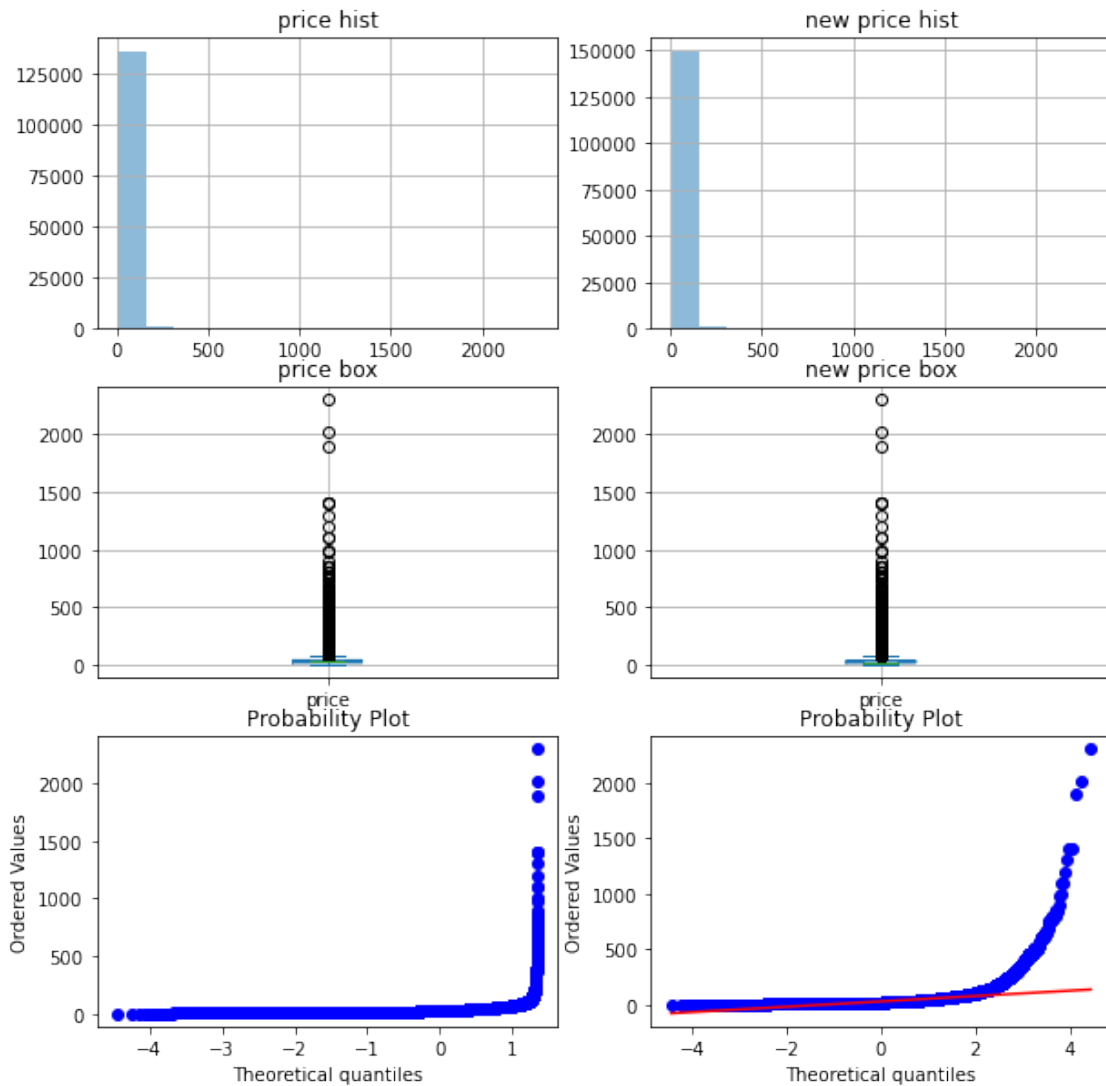 price hist
new price hist
125000
100000
75000
50000
25000
0
0 500 1000 1500 2000
150000
125000
100000
75000
50000
25000
0
0 500 1000 1500 2000
price box
new price box
2000
1500
1000
500
0
price
2000
1500
1000
500
0
price
Probability Plot
Probability Plot
Ordered Values
2000
1500
1000
500
0
−4 −3 −2 −1 0 1
Theoretical quantiles
Ordered Values
2000
1500
1000
500
0
−4 −2 0 2 4
Theoretical quantiles